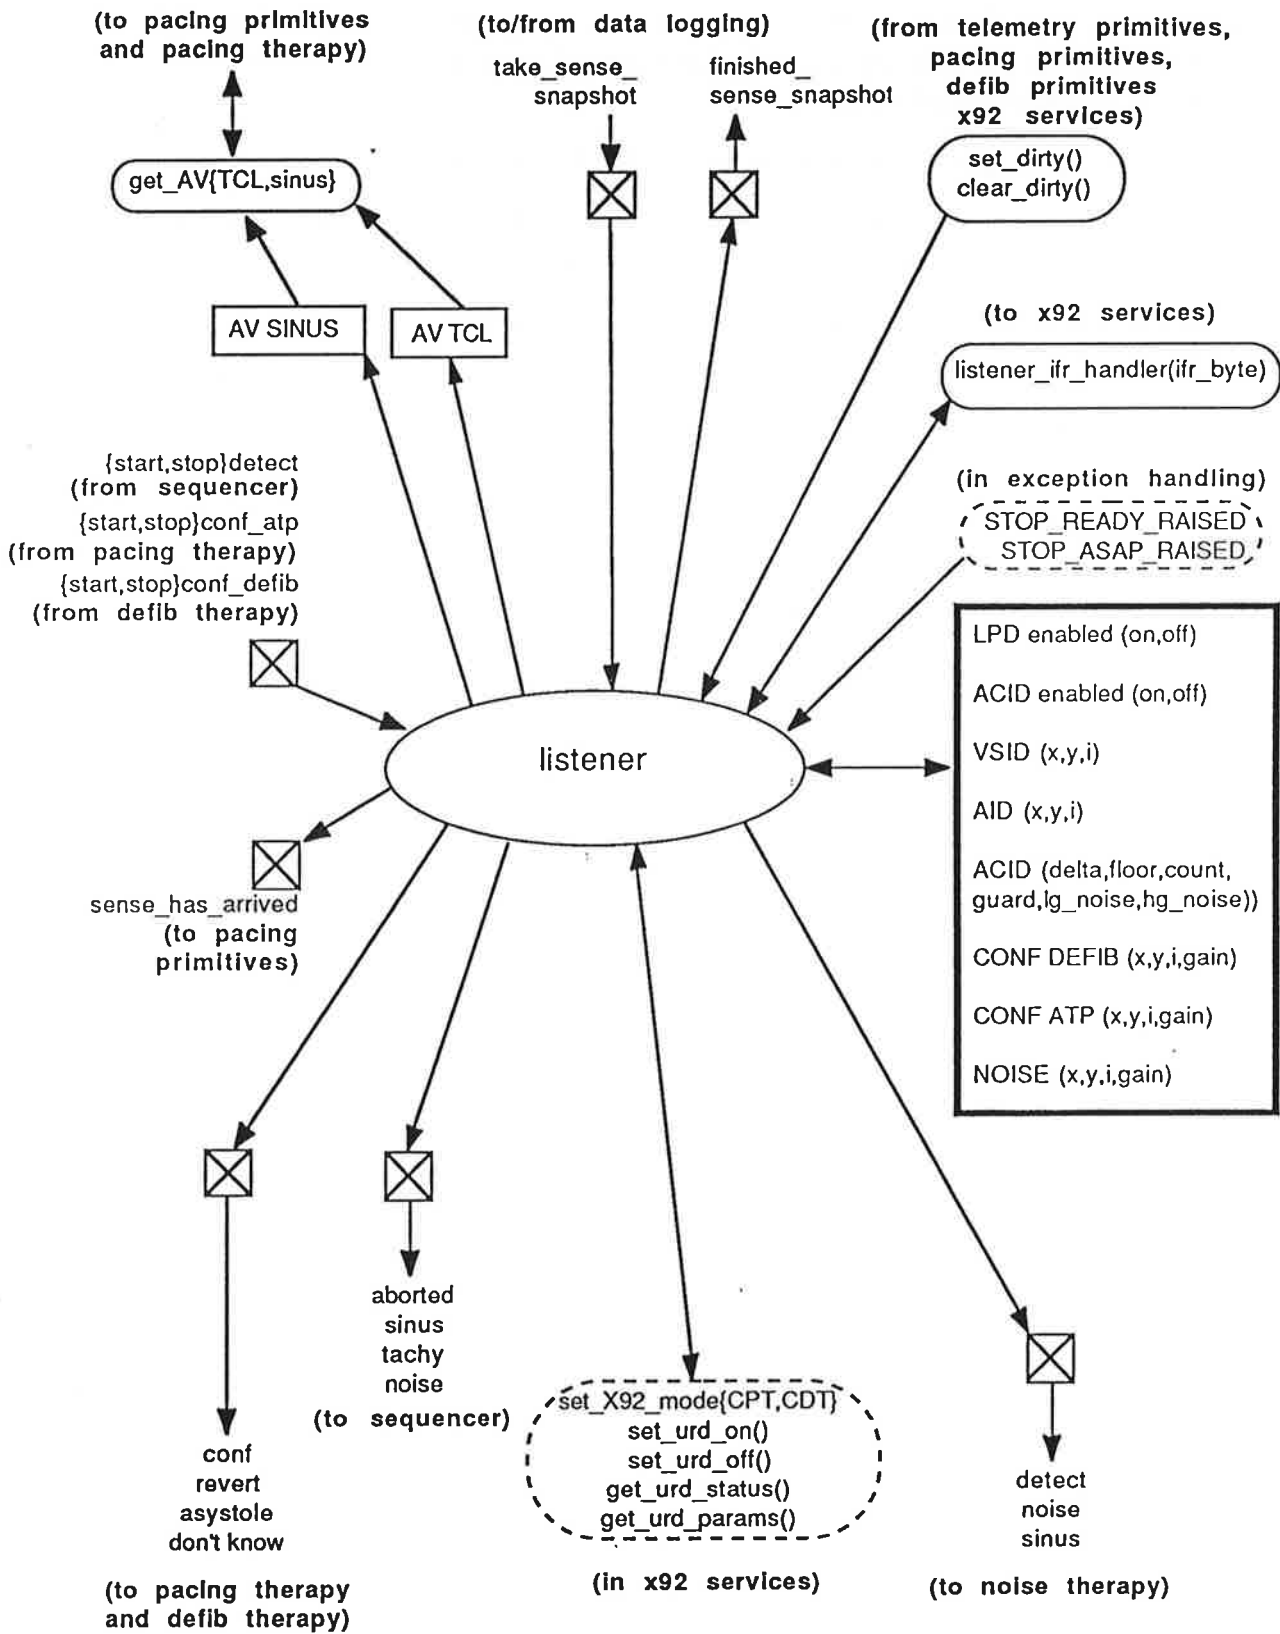 (to pacing primitives
and pacing therapy)
(to/from data logging)
take_sense_
snapshot
finished_
sense_snapshot
(from telemetry primitives,
pacing primitives,
defib primitives
x92 services)
set_dirty()
clear_dirty()
get_AV{TCL,sinus}
AV SINUS
AV TCL
(to x92 services)
listener_ifr_handler(ifr_byte)
{start,stop}detect
(from sequencer)
{start,stop}conf_atp
(from pacing therapy)
{start,stop}conf_defib
(from defib therapy)
(in exception handling)
STOP_READY_RAISED
STOP_ASAP_RAISED
listener
LPD enabled (on,off)
ACID enabled (on,off)
VSID (x,y,i)
AID (x,y,i)
ACID (delta,floor,count,
guard,lg_noise,hg_noise))
CONF DEFIB (x,y,i,gain)
CONF ATP (x,y,i,gain)
NOISE (x,y,i,gain)
sense_has_arrived
(to pacing
primitives)
aborted
sinus
tachy
noise
(to sequencer)
conf
revert
asystole
don't know
(to pacing therapy
and defib therapy)
set_X92_mode{CPT,CDT}
set_urd_on()
set_urd_off()
get_urd_status()
get_urd_params()
(in x92 services)
detect
noise
sinus
(to noise therapy)